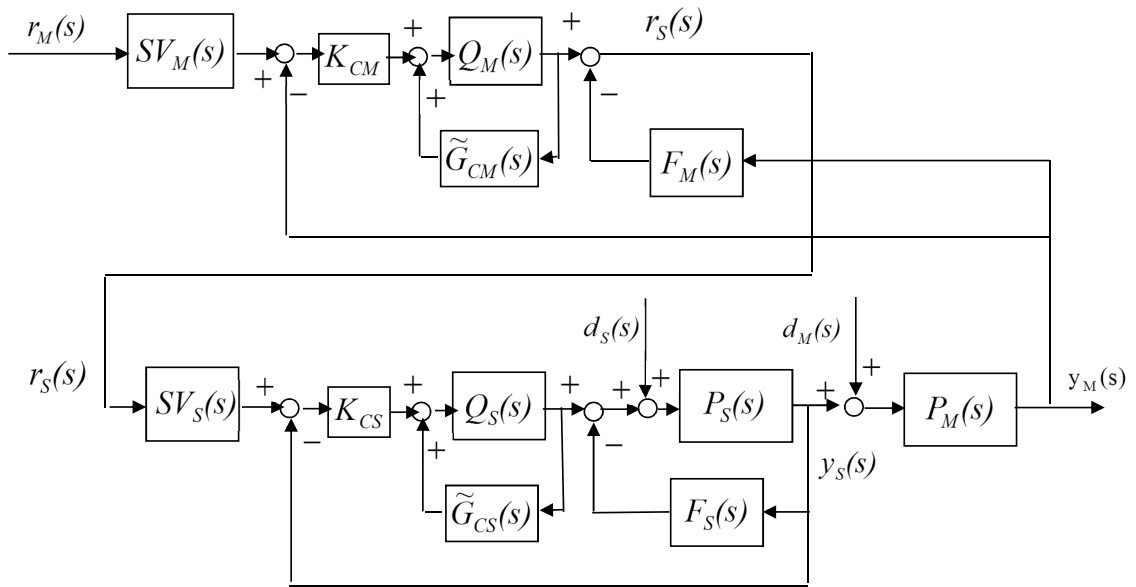 r_M(s)
SV_M(s)
+
−
K_CM
+
+
Q_M(s)
G̃_CM(s)
+
−
r_S(s)
F_M(s)
d_S(s)
d_M(s)
r_S(s)
SV_S(s)
+
−
K_CS
+
+
Q_S(s)
G̃_CS(s)
+
−
+
+
P_S(s)
F_S(s)
+
+
y_S(s)
P_M(s)
y_M(s)